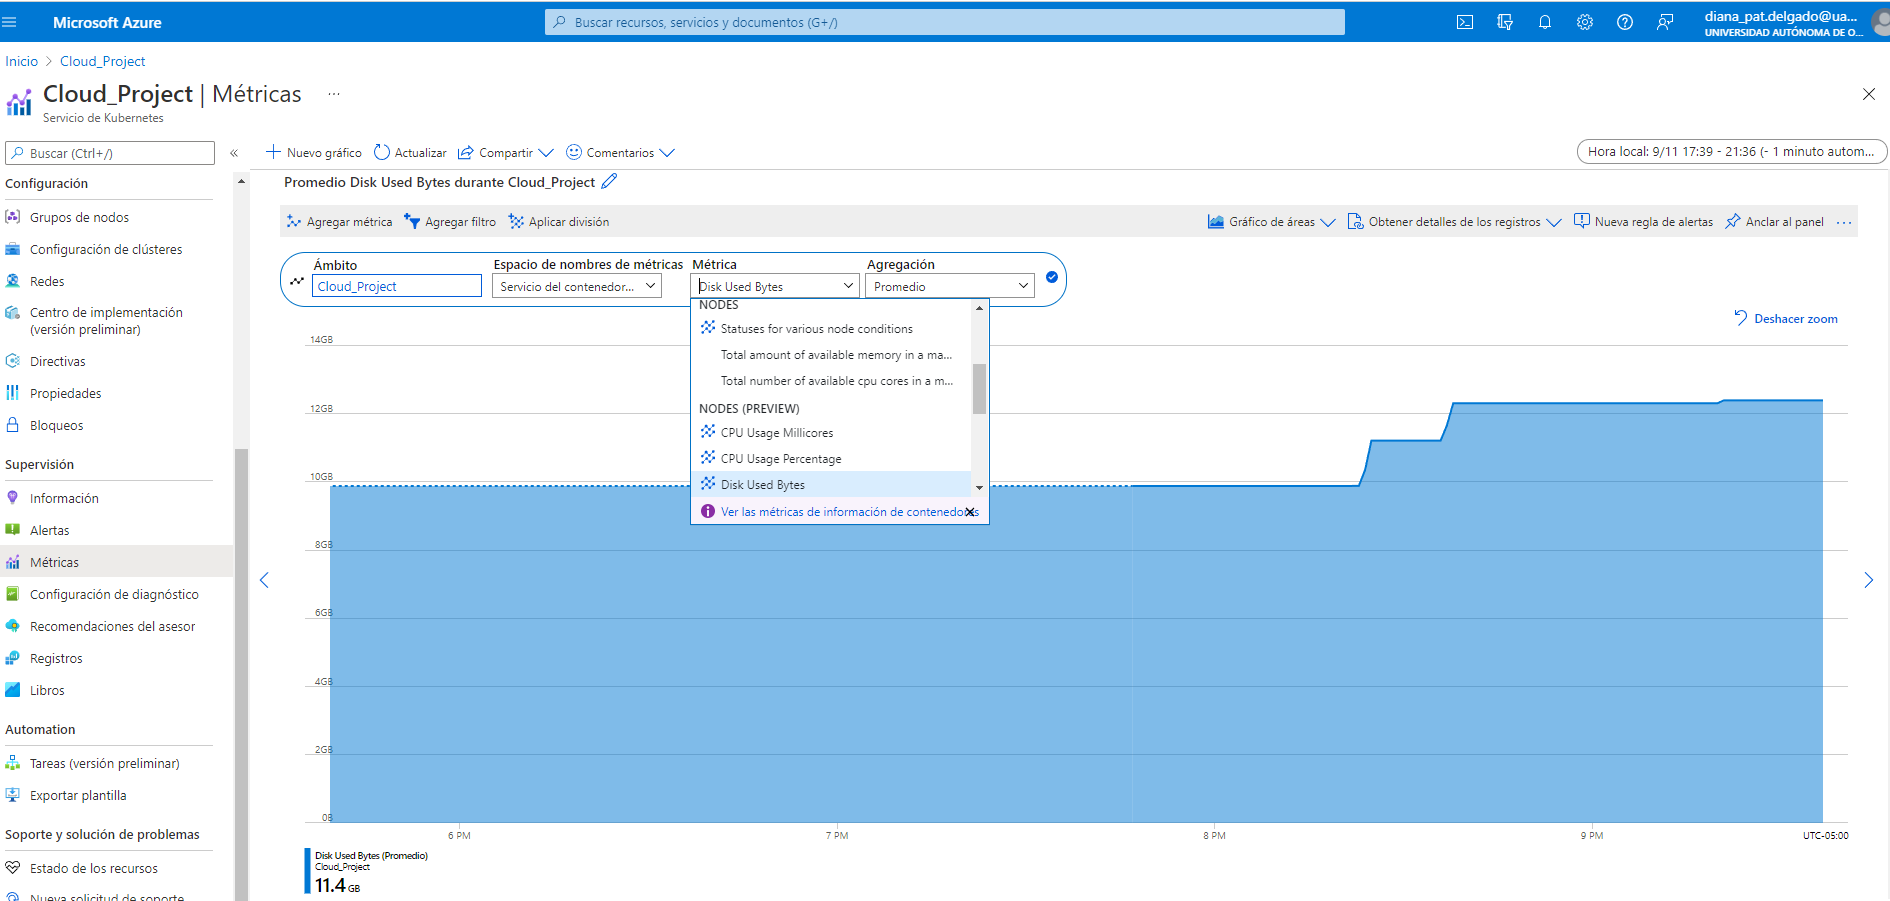 Microsoft Azure
Buscar recursos, servicios y documentos (G+/)
diana_pat.delgado@ua...
UNIVERSIDAD AUTÓNOMA DE O...
Inicio > Cloud_Project
Cloud_Project | Métricas ...
Servicio de Kubernetes
Buscar (Ctrl+/)
Configuración
Grupos de nodos
Configuración de clústeres
Redes
Centro de implementación
(versión preliminar)
Directivas
Propiedades
Bloqueos
Supervisión
Información
Alertas
Métricas
Configuración de diagnóstico
Recomendaciones del asesor
Registros
Libros
Automation
Tareas (versión preliminar)
Exportar plantilla
Soporte y solución de problemas
Estado de los recursos
Nueva solicitud de soporte
Nuevo gráfico Actualizar Compartir Comentarios
Hora local: 9/11 17:39 - 21:36 (- 1 minuto autom...
Promedio Disk Used Bytes durante Cloud_Project
Agregar métrica Agregar filtro Aplicar división
Gráfico de áreas Obtener detalles de los registros Nueva regla de alertas Anclar al panel ...
Ámbito Espacio de nombres de métricas Métrica Agregación
Cloud_Project Servicio del contenedor... Disk Used Bytes Promedio
NODES
Statuses for various node conditions
Total amount of available memory in a ma...
Total number of available cpu cores in a m...
NODES (PREVIEW)
CPU Usage Millicores
CPU Usage Percentage
Disk Used Bytes
Ver las métricas de información de contenedores
Deshacer zoom
14GB
12GB
10GB
8GB
6GB
4GB
2GB
0B
6 PM 7 PM 8 PM 9 PM UTC-05:00
Disk Used Bytes (Promedio)
Cloud_Project
11.4 GB